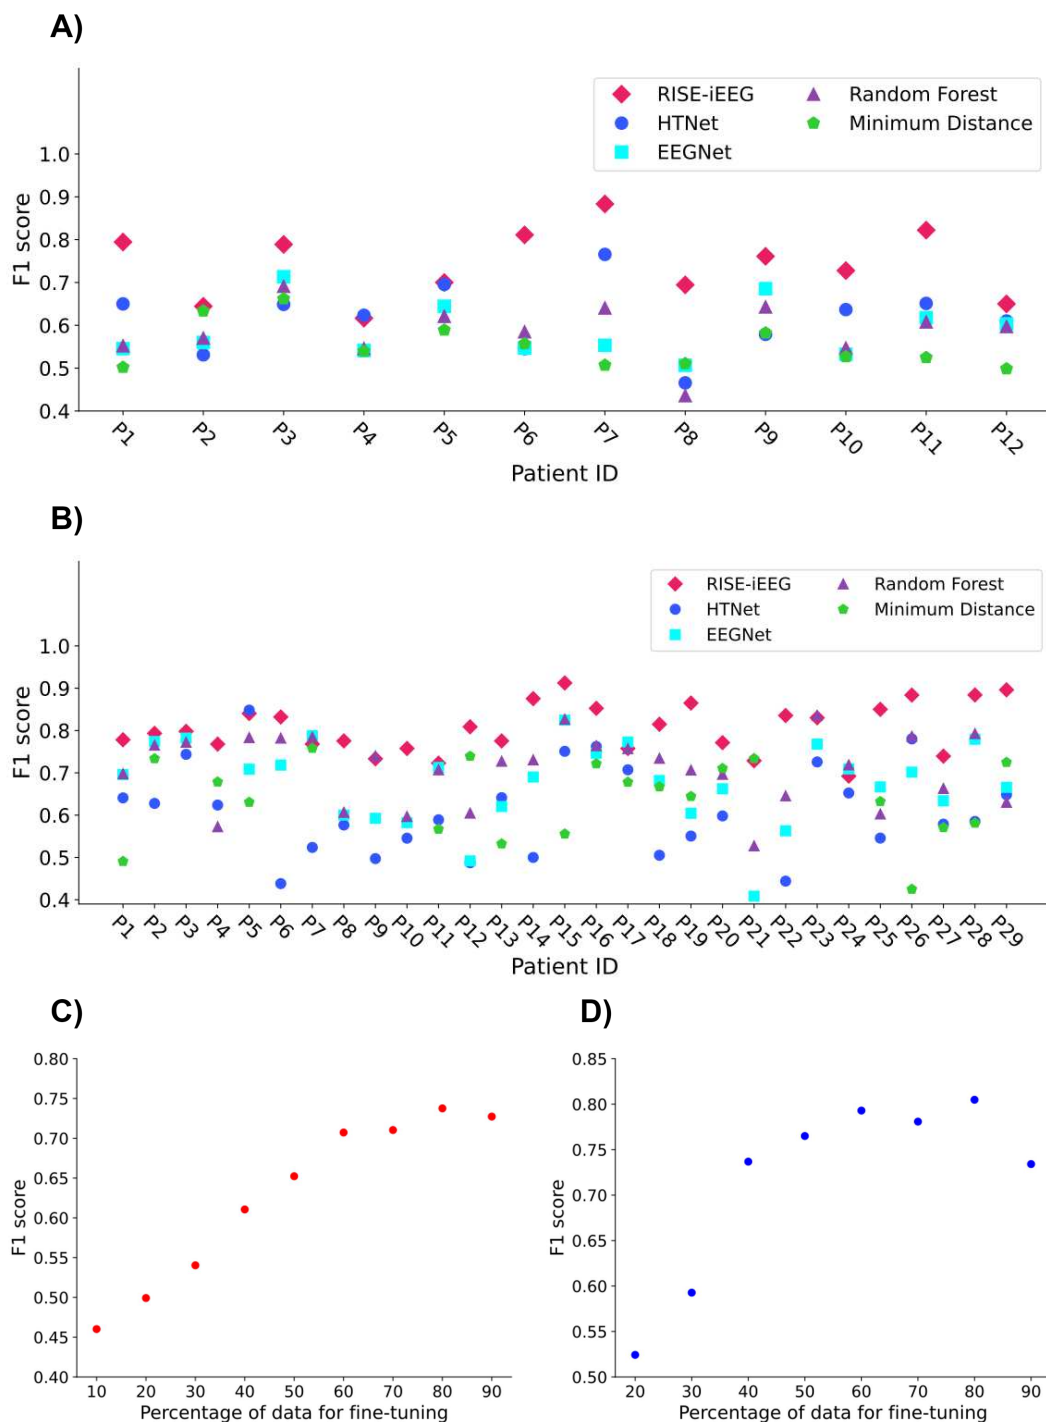 A)
RISE-iEEG
HTNet
EEGNet
Random Forest
Minimum Distance
F1 score
1.0
0.9
0.8
0.7
0.6
0.5
0.4
P1 P2 P3 P4 P5 P6 P7 P8 P9 P10 P11 P12
Patient ID
B)
RISE-iEEG
HTNet
EEGNet
Random Forest
Minimum Distance
F1 score
1.0
0.9
0.8
0.7
0.6
0.5
0.4
P1 P2 P3 P4 P5 P6 P7 P8 P9 P10 P11 P12 P13 P14 P15 P16 P17 P18 P19 P20 P21 P22 P23 P24 P25 P26 P27 P28 P29
Patient ID
C)
F1 score
0.80
0.75
0.70
0.65
0.60
0.55
0.50
0.45
0.40
10 20 30 40 50 60 70 80 90
Percentage of data for fine-tuning
D)
F1 score
0.85
0.80
0.75
0.70
0.65
0.60
0.55
0.50
20 30 40 50 60 70 80 90
Percentage of data for fine-tuning